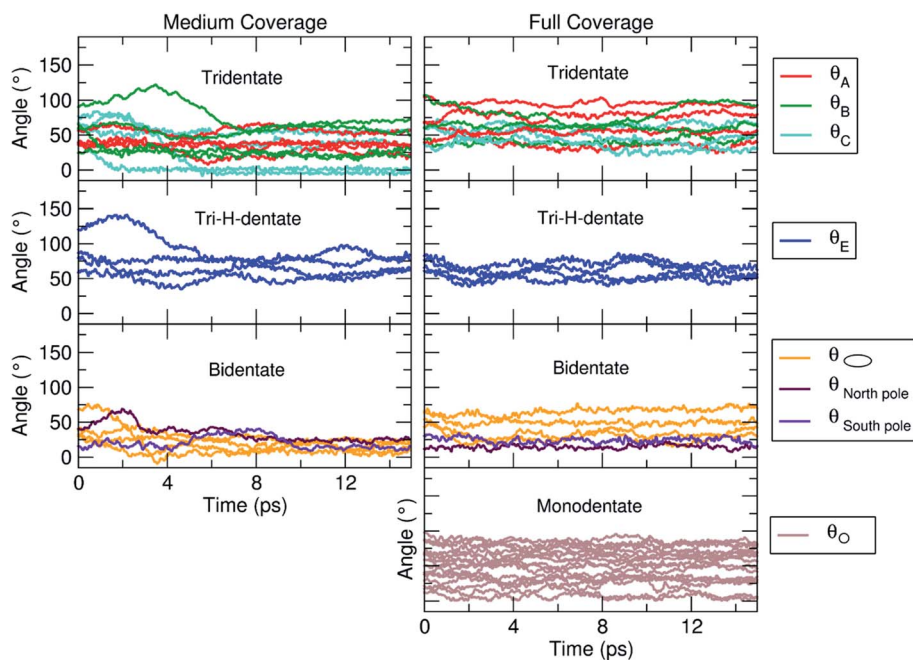 Medium Coverage
Full Coverage
Angle (°)
150
100
50
0
Tridentate
Tridentate
θA
θB
θC
Angle (°)
150
100
50
0
Tri-H-dentate
Tri-H-dentate
θE
Angle (°)
150
100
50
0
Bidentate
Bidentate
θ
θNorth pole
θSouth pole
0 4 8 12
Time (ps)
Angle (°)
Monodentate
θ
0 4 8 12
Time (ps)